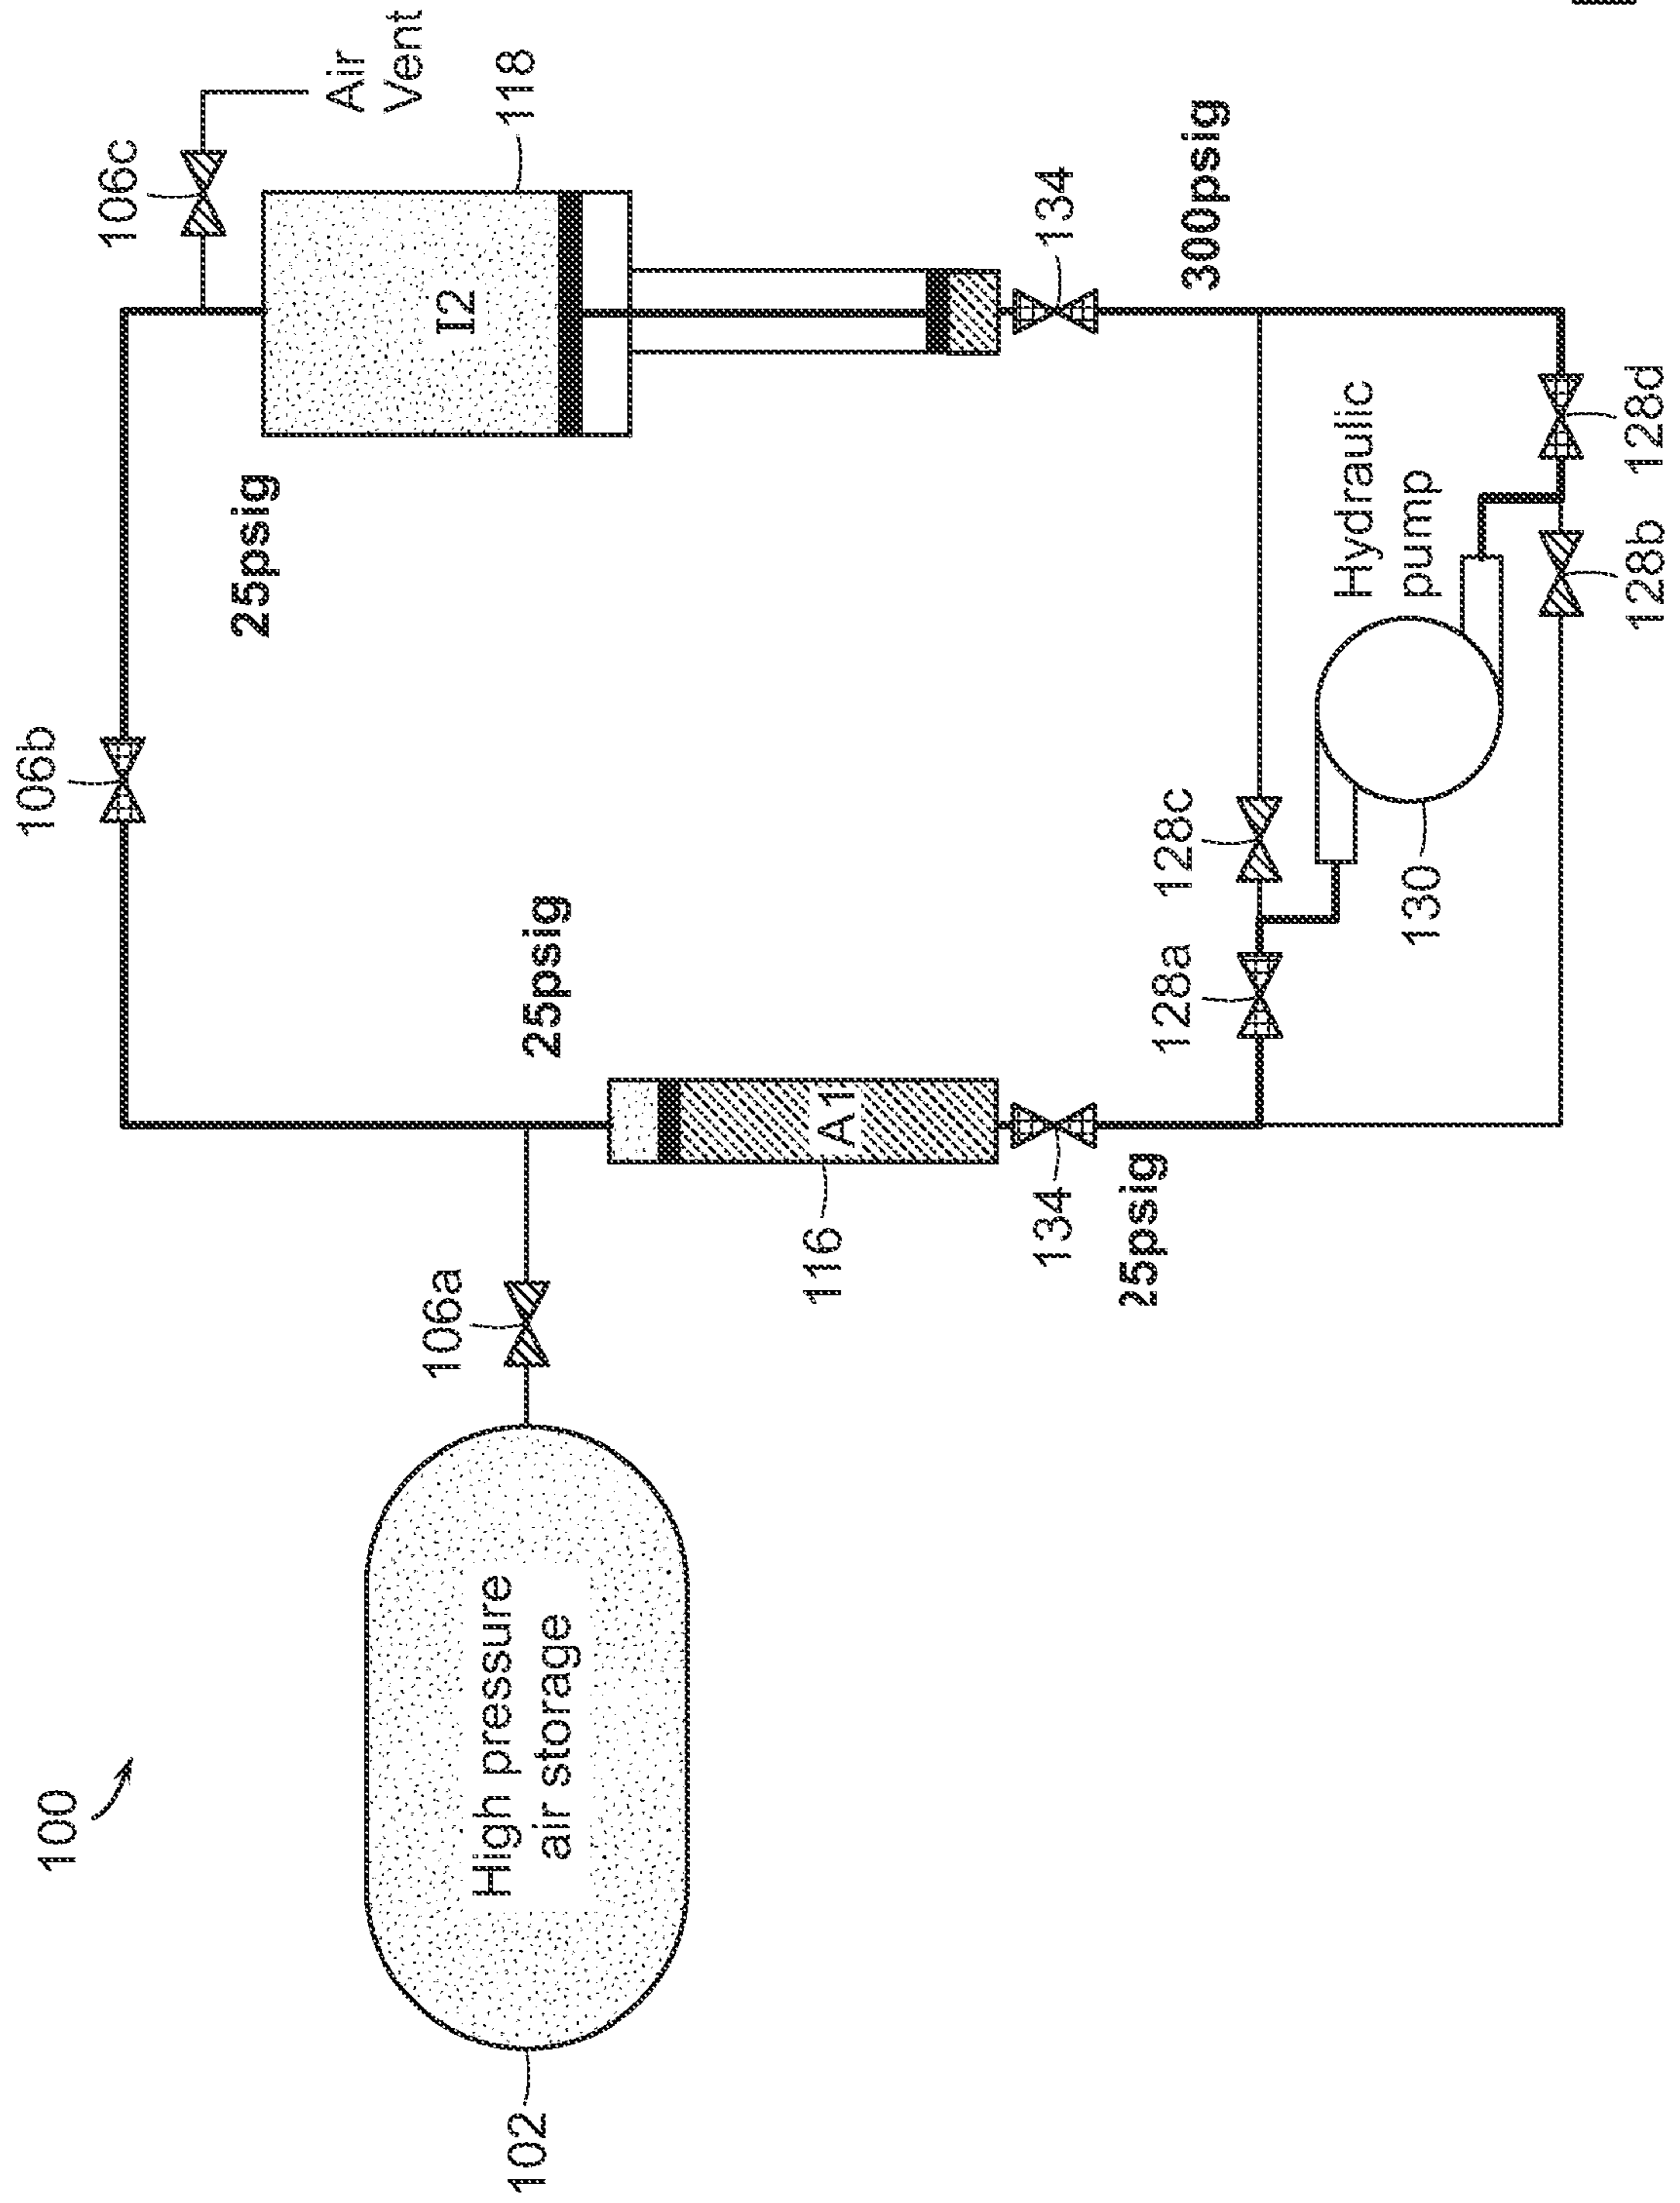 100
106b
106c
Air
Vent
25psig
106a
I2
118
High pressure
air storage
102
25psig
116
A1
134
134
25psig
128a
128c
300psig
Hydraulic
pump
130
128b
128d